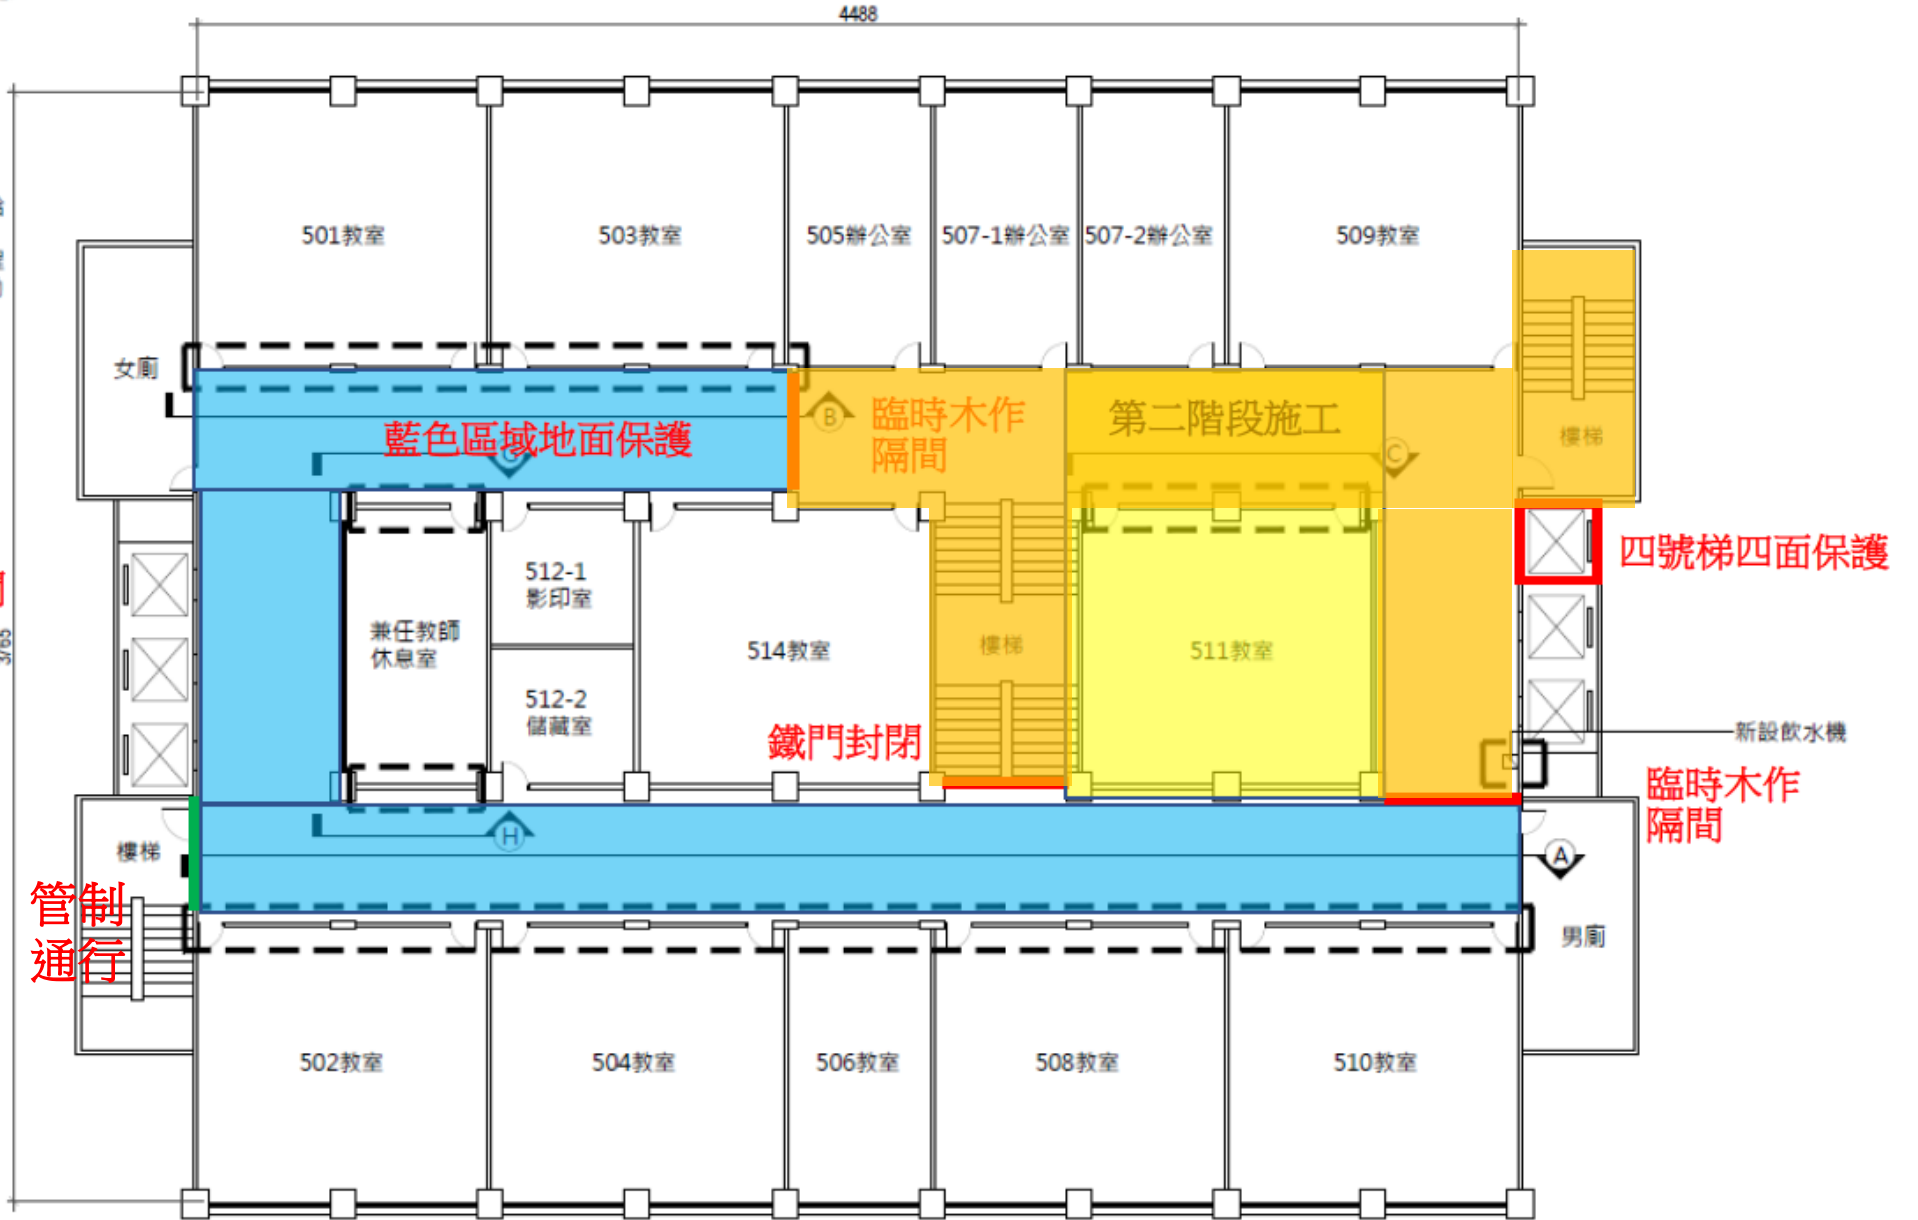 4488
501教室
503教室
505辦公室
507-1辦公室
507-2辦公室
509教室
女廁
B
臨時木作
隔間
第二階段施工
樓梯
藍色區域地面保護
G
C
四號梯四面保護
512-1
影印室
兼任教師
休息室
514教室
樓梯
511教室
512-2
儲藏室
鐵門封閉
新設飲水機
臨時木作
隔間
樓梯
H
A
管制
通行
男廁
502教室
504教室
506教室
508教室
510教室